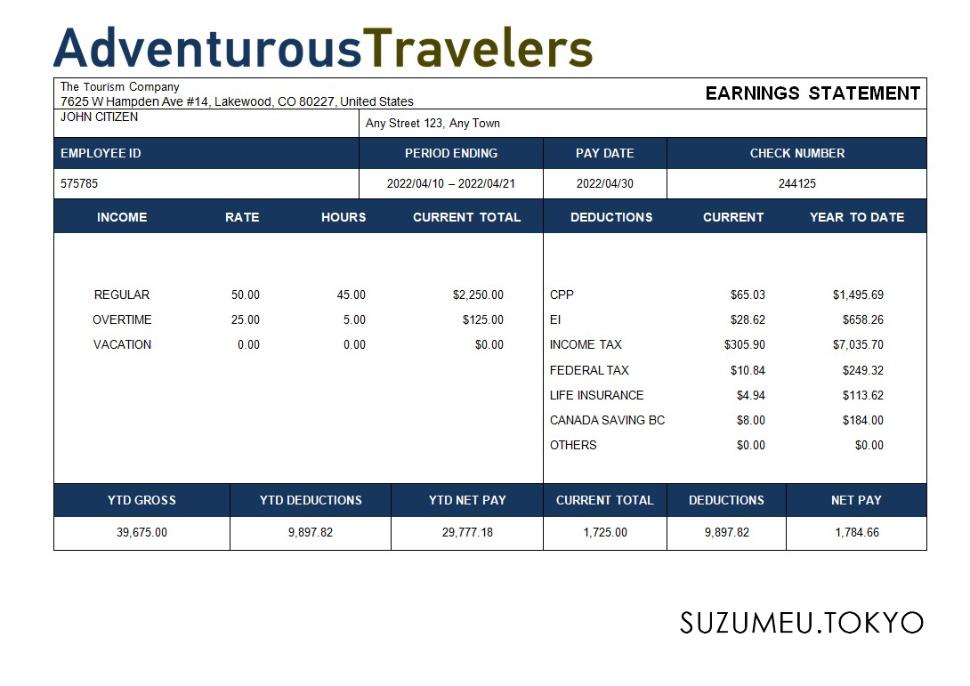 AdventurousTravelers
The Tourism Company
7625 W Hampden Ave #14, Lakewood, CO 80227, United States
EARNINGS STATEMENT
JOHN CITIZEN
Any Street 123, Any Town
EMPLOYEE ID PERIOD ENDING PAY DATE CHECK NUMBER
575785 2022/04/10 – 2022/04/21 2022/04/30 244125
INCOME RATE HOURS CURRENT TOTAL DEDUCTIONS CURRENT YEAR TO DATE
REGULAR 50.00 45.00 $2,250.00 CPP $65.03 $1,495.69
OVERTIME 25.00 5.00 $125.00 EI $28.62 $658.26
VACATION 0.00 0.00 $0.00 INCOME TAX $305.90 $7,035.70
FEDERAL TAX $10.84 $249.32
LIFE INSURANCE $4.94 $113.62
CANADA SAVING BC $8.00 $184.00
OTHERS $0.00 $0.00
YTD GROSS YTD DEDUCTIONS YTD NET PAY CURRENT TOTAL DEDUCTIONS NET PAY
39,675.00 9,897.82 29,777.18 1,725.00 9,897.82 1,784.66
SUZUMEU.TOKYO